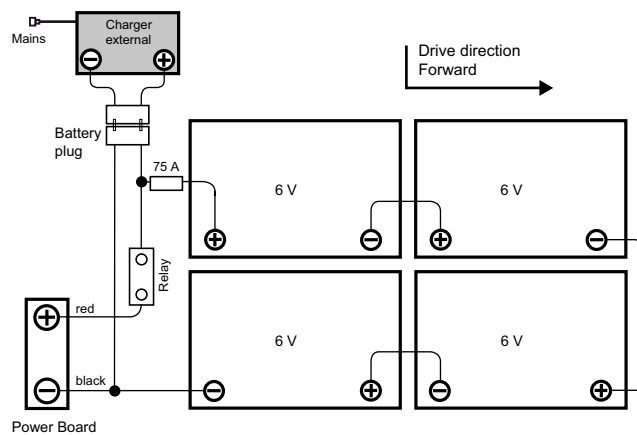 Charger
external
Mains
Drive direction
Forward
Battery
plug
75 A
6 V
6 V
Relay
red
6 V
6 V
black
Power Board